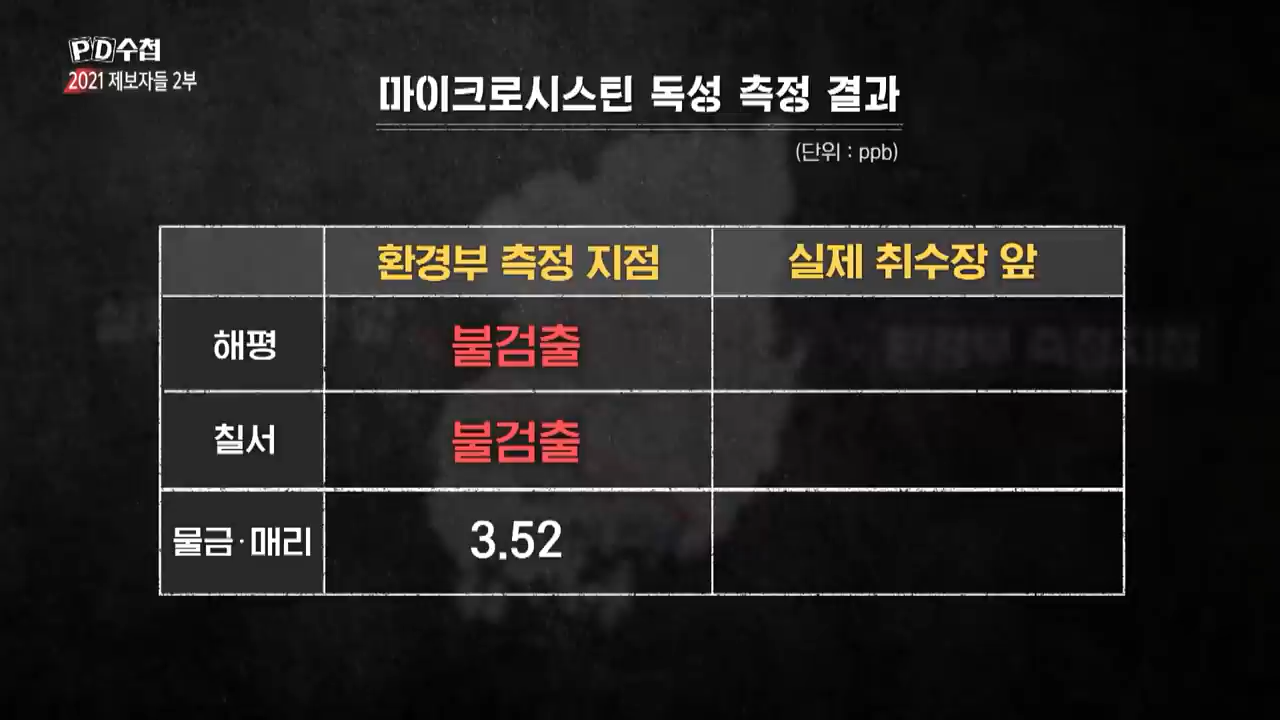 PD수첩
2021 제보자들 2부
마이크로시스틴 독성 측정 결과
(단위 : ppb)
환경부 측정 지점 실제 취수장 앞
해평 불검출
칠서 불검출
물금·매리 3.52